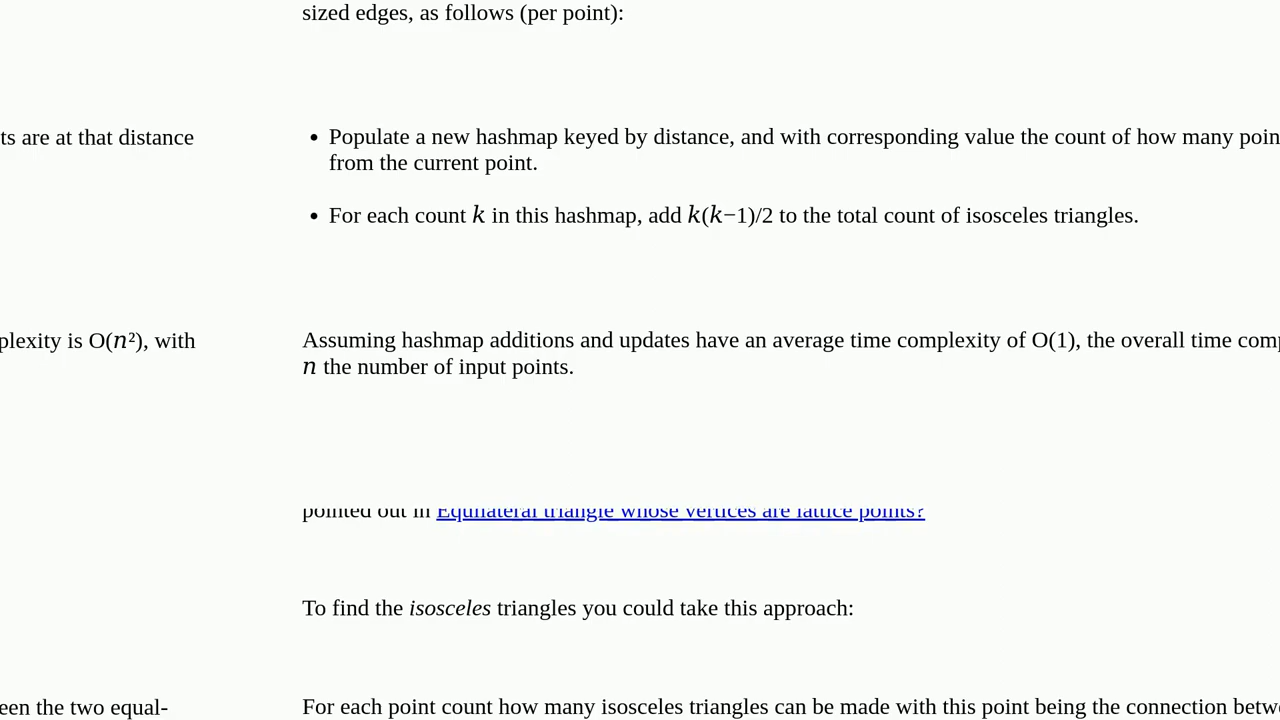 sized edges, as follows (per point):
ts are at that distance
• Populate a new hashmap keyed by distance, and with corresponding value the count of how many poin
from the current point.
• For each count k in this hashmap, add k(k−1)/2 to the total count of isosceles triangles.
plexity is O(n²), with
Assuming hashmap additions and updates have an average time complexity of O(1), the overall time comp
n the number of input points.
pointed out in Equilateral triangle whose vertices are lattice points?
To find the isosceles triangles you could take this approach:
een the two equal-
For each point count how many isosceles triangles can be made with this point being the connection betw